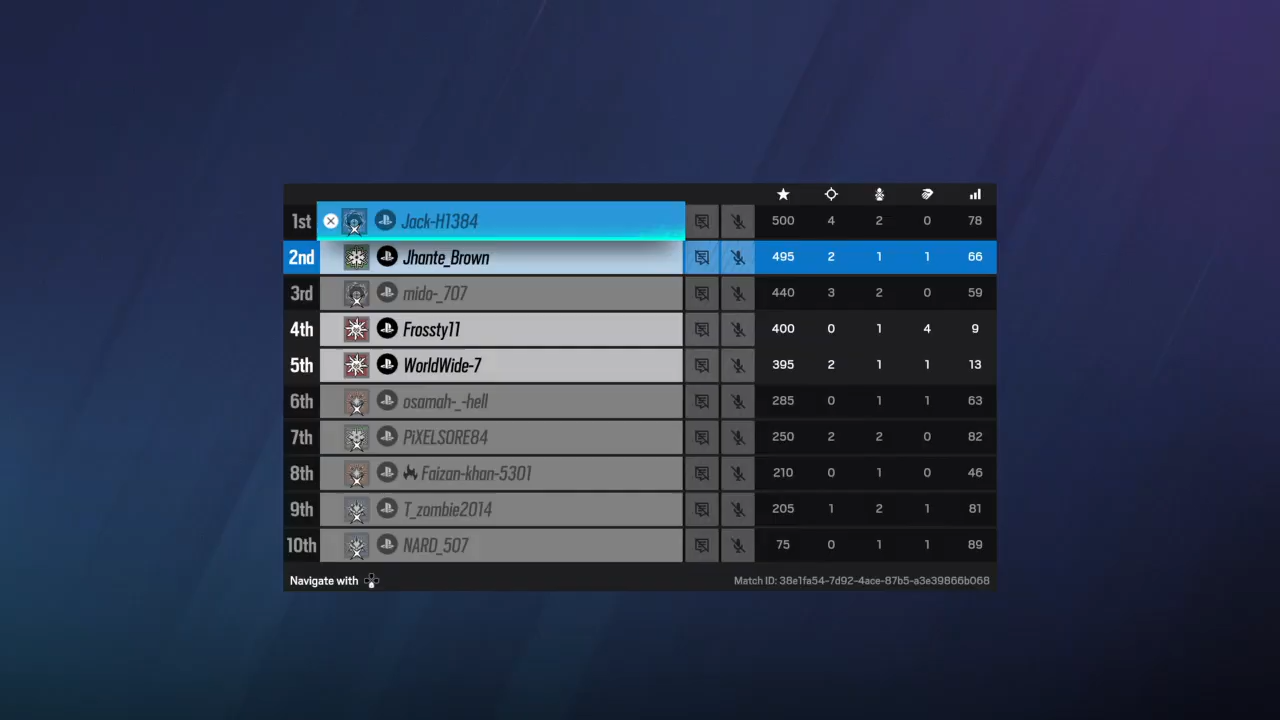 1st Jack-H1384 500 4 2 0 78
2nd Jhante_Brown 495 2 1 1 66
3rd mido-_707 440 3 2 0 59
4th Frossty11 400 0 1 4 9
5th WorldWide-7 395 2 1 1 13
6th osamah-_-hell 285 0 1 1 63
7th PiXELSORE84 250 2 2 0 82
8th Faizan-khan-5301 210 0 1 0 46
9th T_zombie2014 205 1 2 1 81
10th NARD_507 75 0 1 1 89
Navigate with Match ID: 38e1fa54-7d92-4ace-87b5-a3e39866b068